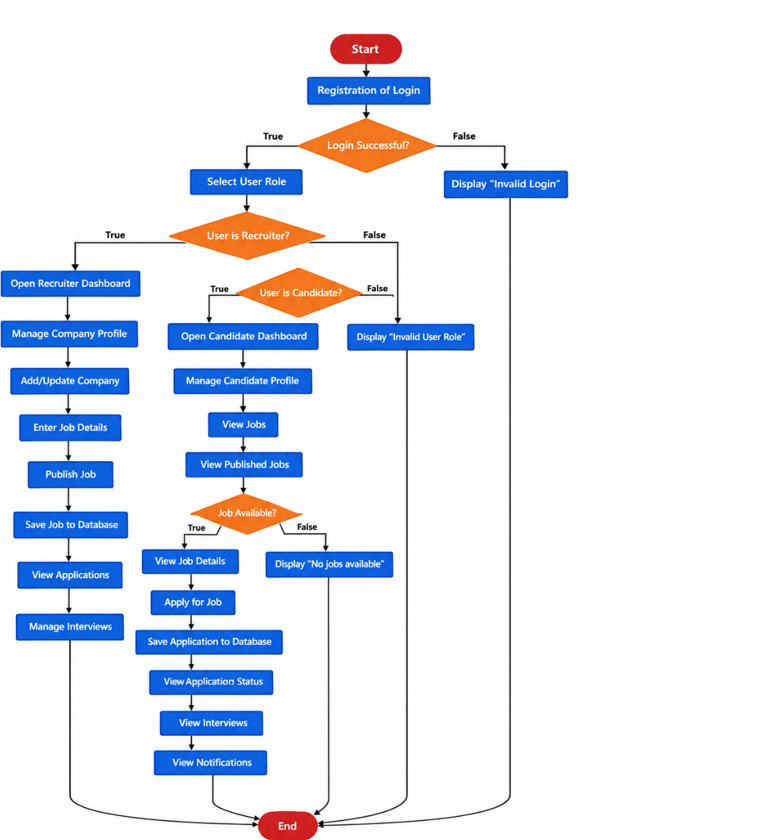 Start
Registration of Login
Login Successful?
True
False
Select User Role
Display “Invalid Login”
User is Recruiter?
True
False
Open Recruiter Dashboard
User is Candidate?
True
False
Manage Company Profile
Open Candidate Dashboard
Display “Invalid User Role”
Add/Update Company
Manage Candidate Profile
Enter Job Details
View Jobs
Publish Job
View Published Jobs
Job Available?
True
False
Save Job to Database
View Job Details
Display “No jobs available”
View Applications
Apply for Job
Manage Interviews
Save Application to Database
View Application Status
View Interviews
View Notifications
End